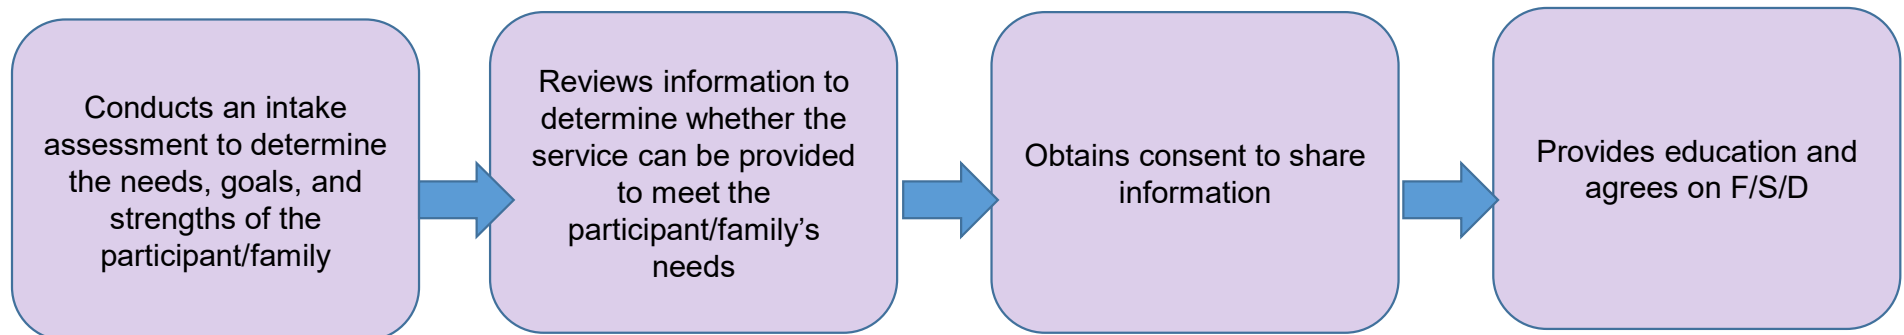 Conducts an intake
assessment to determine
the needs, goals, and
strengths of the
participant/family
Reviews information to
determine whether the
service can be provided
to meet the
participant/family’s
needs
Obtains consent to share
information
Provides education and
agrees on F/S/D